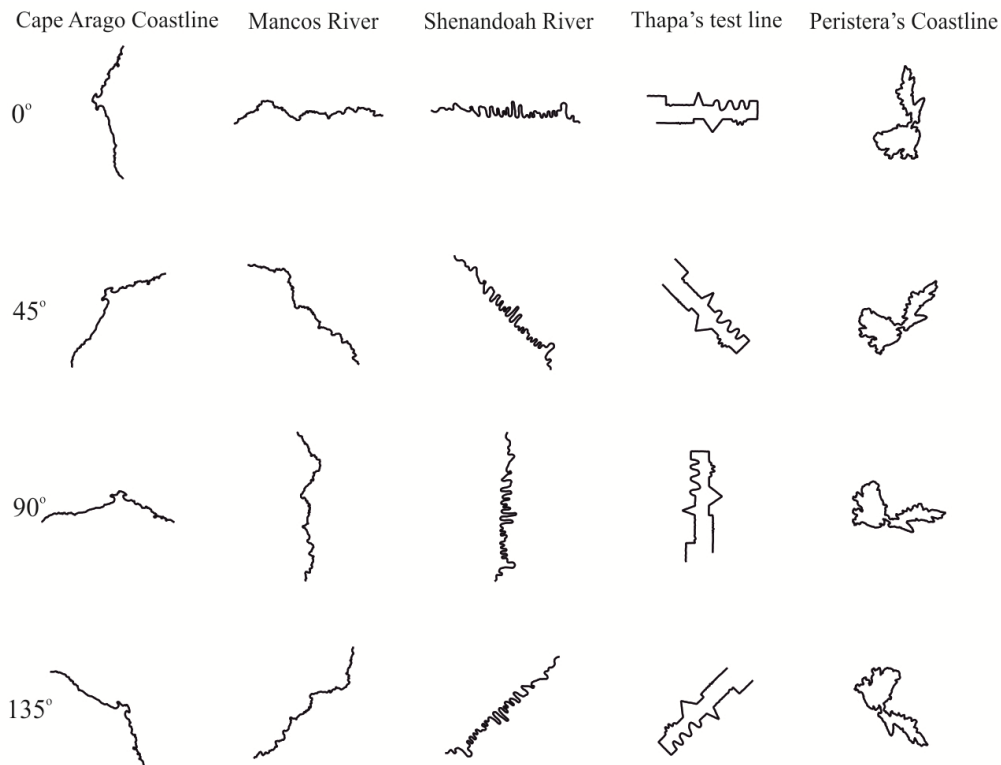 Cape Arago Coastline Mancos River Shenandoah River Thapa's test line Peristera's Coastline
0°
45°
90°
135°